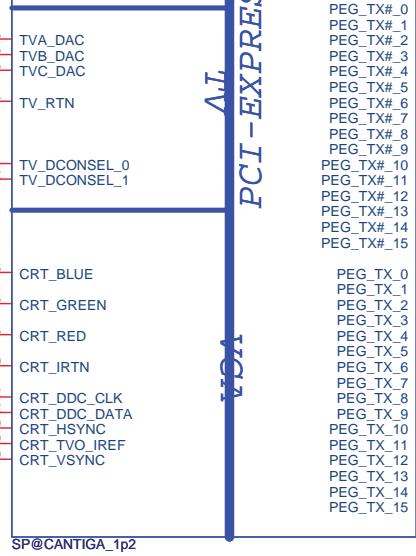 TVA_DAC
TVB_DAC
TVC_DAC
TV_RTN
TV_DCONSEL_0
TV_DCONSEL_1
TV
CRT_BLUE
CRT_GREEN
CRT_RED
CRT_IRTN
CRT_DDC_CLK
CRT_DDC_DATA
CRT_HSYNC
CRT_TVO_IREF
CRT_VSYNC
VGA
PCI-EXPRES
PEG_TX#_0
PEG_TX#_1
PEG_TX#_2
PEG_TX#_3
PEG_TX#_4
PEG_TX#_5
PEG_TX#_6
PEG_TX#_7
PEG_TX#_8
PEG_TX#_9
PEG_TX#_10
PEG_TX#_11
PEG_TX#_12
PEG_TX#_13
PEG_TX#_14
PEG_TX#_15
PEG_TX_0
PEG_TX_1
PEG_TX_2
PEG_TX_3
PEG_TX_4
PEG_TX_5
PEG_TX_6
PEG_TX_7
PEG_TX_8
PEG_TX_9
PEG_TX_10
PEG_TX_11
PEG_TX_12
PEG_TX_13
PEG_TX_14
PEG_TX_15
SP@CANTIGA_1p2